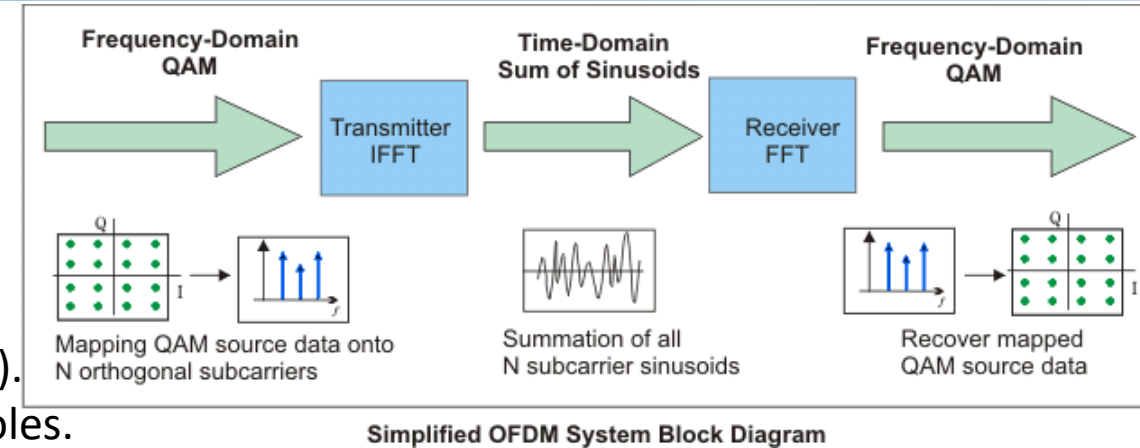 Frequency-Domain
QAM
Time-Domain
Sum of Sinusoids
Frequency-Domain
QAM
Transmitter
IFFT
Receiver
FFT
Q
I
f
f
Q
I
Mapping QAM source data onto
N orthogonal subcarriers
Summation of all
N subcarrier sinusoids
Recover mapped
QAM source data
).
Simplified OFDM System Block Diagram